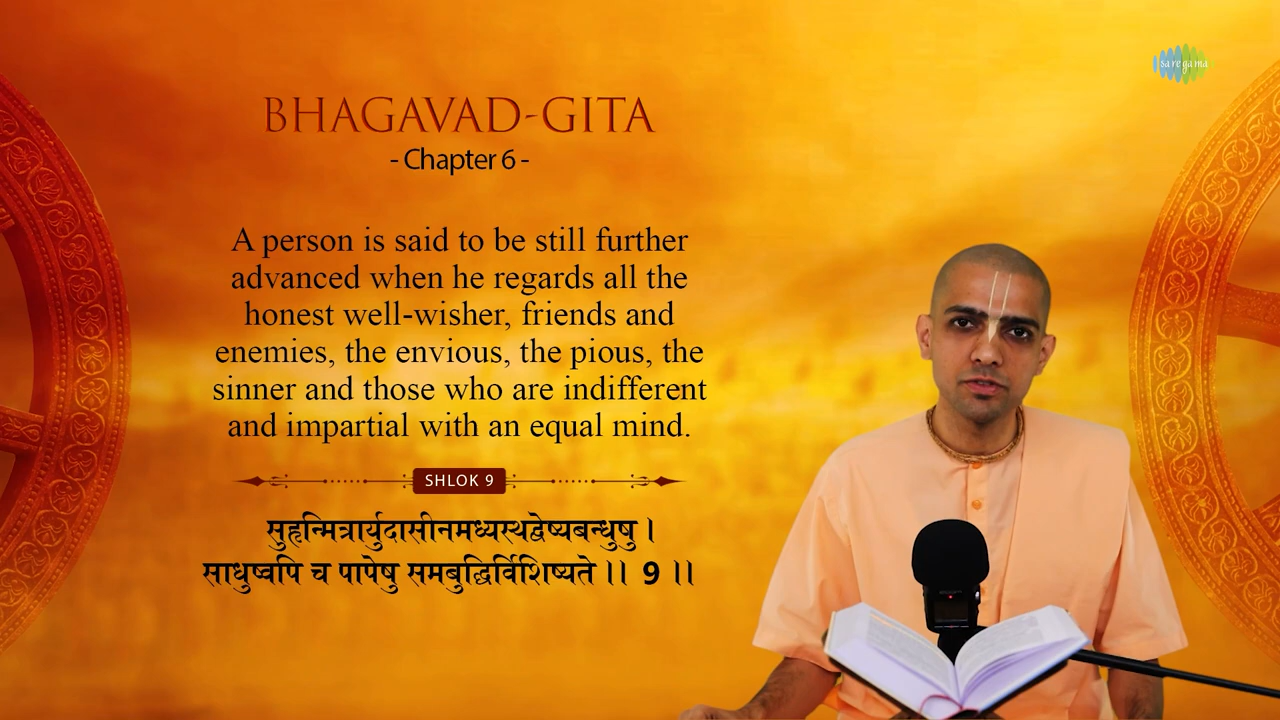 saregama
BHAGAVAD-GITA
- Chapter 6 -
A person is said to be still further
advanced when he regards all the
honest well-wisher, friends and
enemies, the envious, the pious, the
sinner and those who are indifferent
and impartial with an equal mind.
SHLOK 9
सुहृन्मित्रार्युदासीनमध्यस्थद्वेष्यबन्धुषु ।
साधुष्वपि च पापेषु समबुद्धिर्विशिष्यते ।। 9 ।।